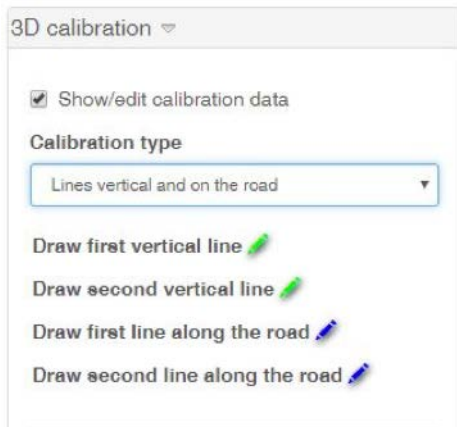 3D calibration
Show/edit calibration data
Calibration type
Lines vertical and on the road
Draw first vertical line
Draw second vertical line
Draw first line along the road
Draw second line along the road